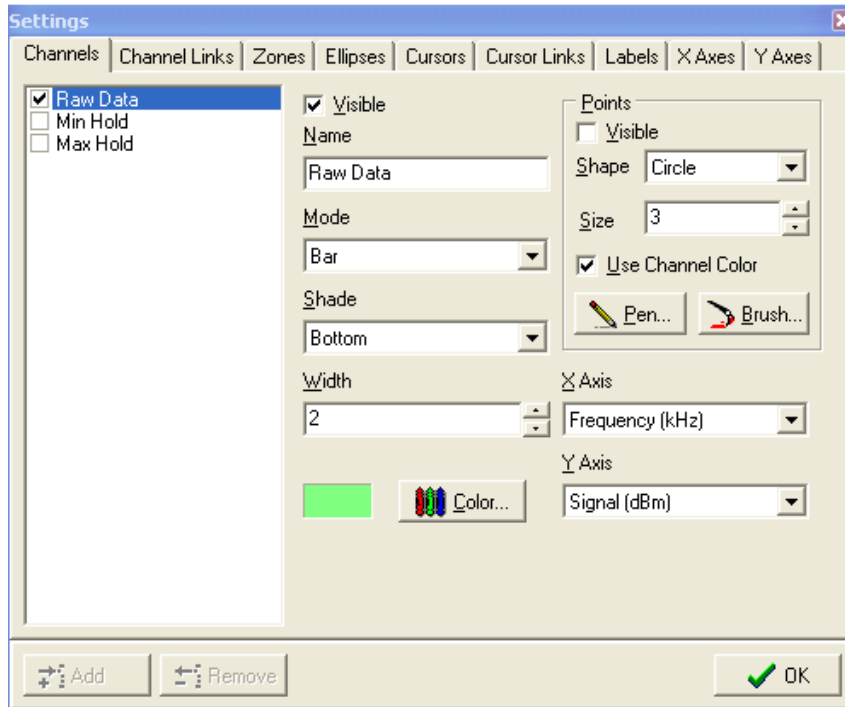 Settings
Channels Channel Links Zones Ellipses Cursors Cursor Links Labels X Axes Y Axes
Raw Data
Min Hold
Max Hold
Visible
Name
Raw Data
Mode
Bar
Shade
Bottom
Width
2
Color...
Points
Visible
Shape Circle
Size 3
Use Channel Color
Pen... Brush...
X Axis
Frequency (kHz)
Y Axis
Signal (dBm)
Add Remove OK